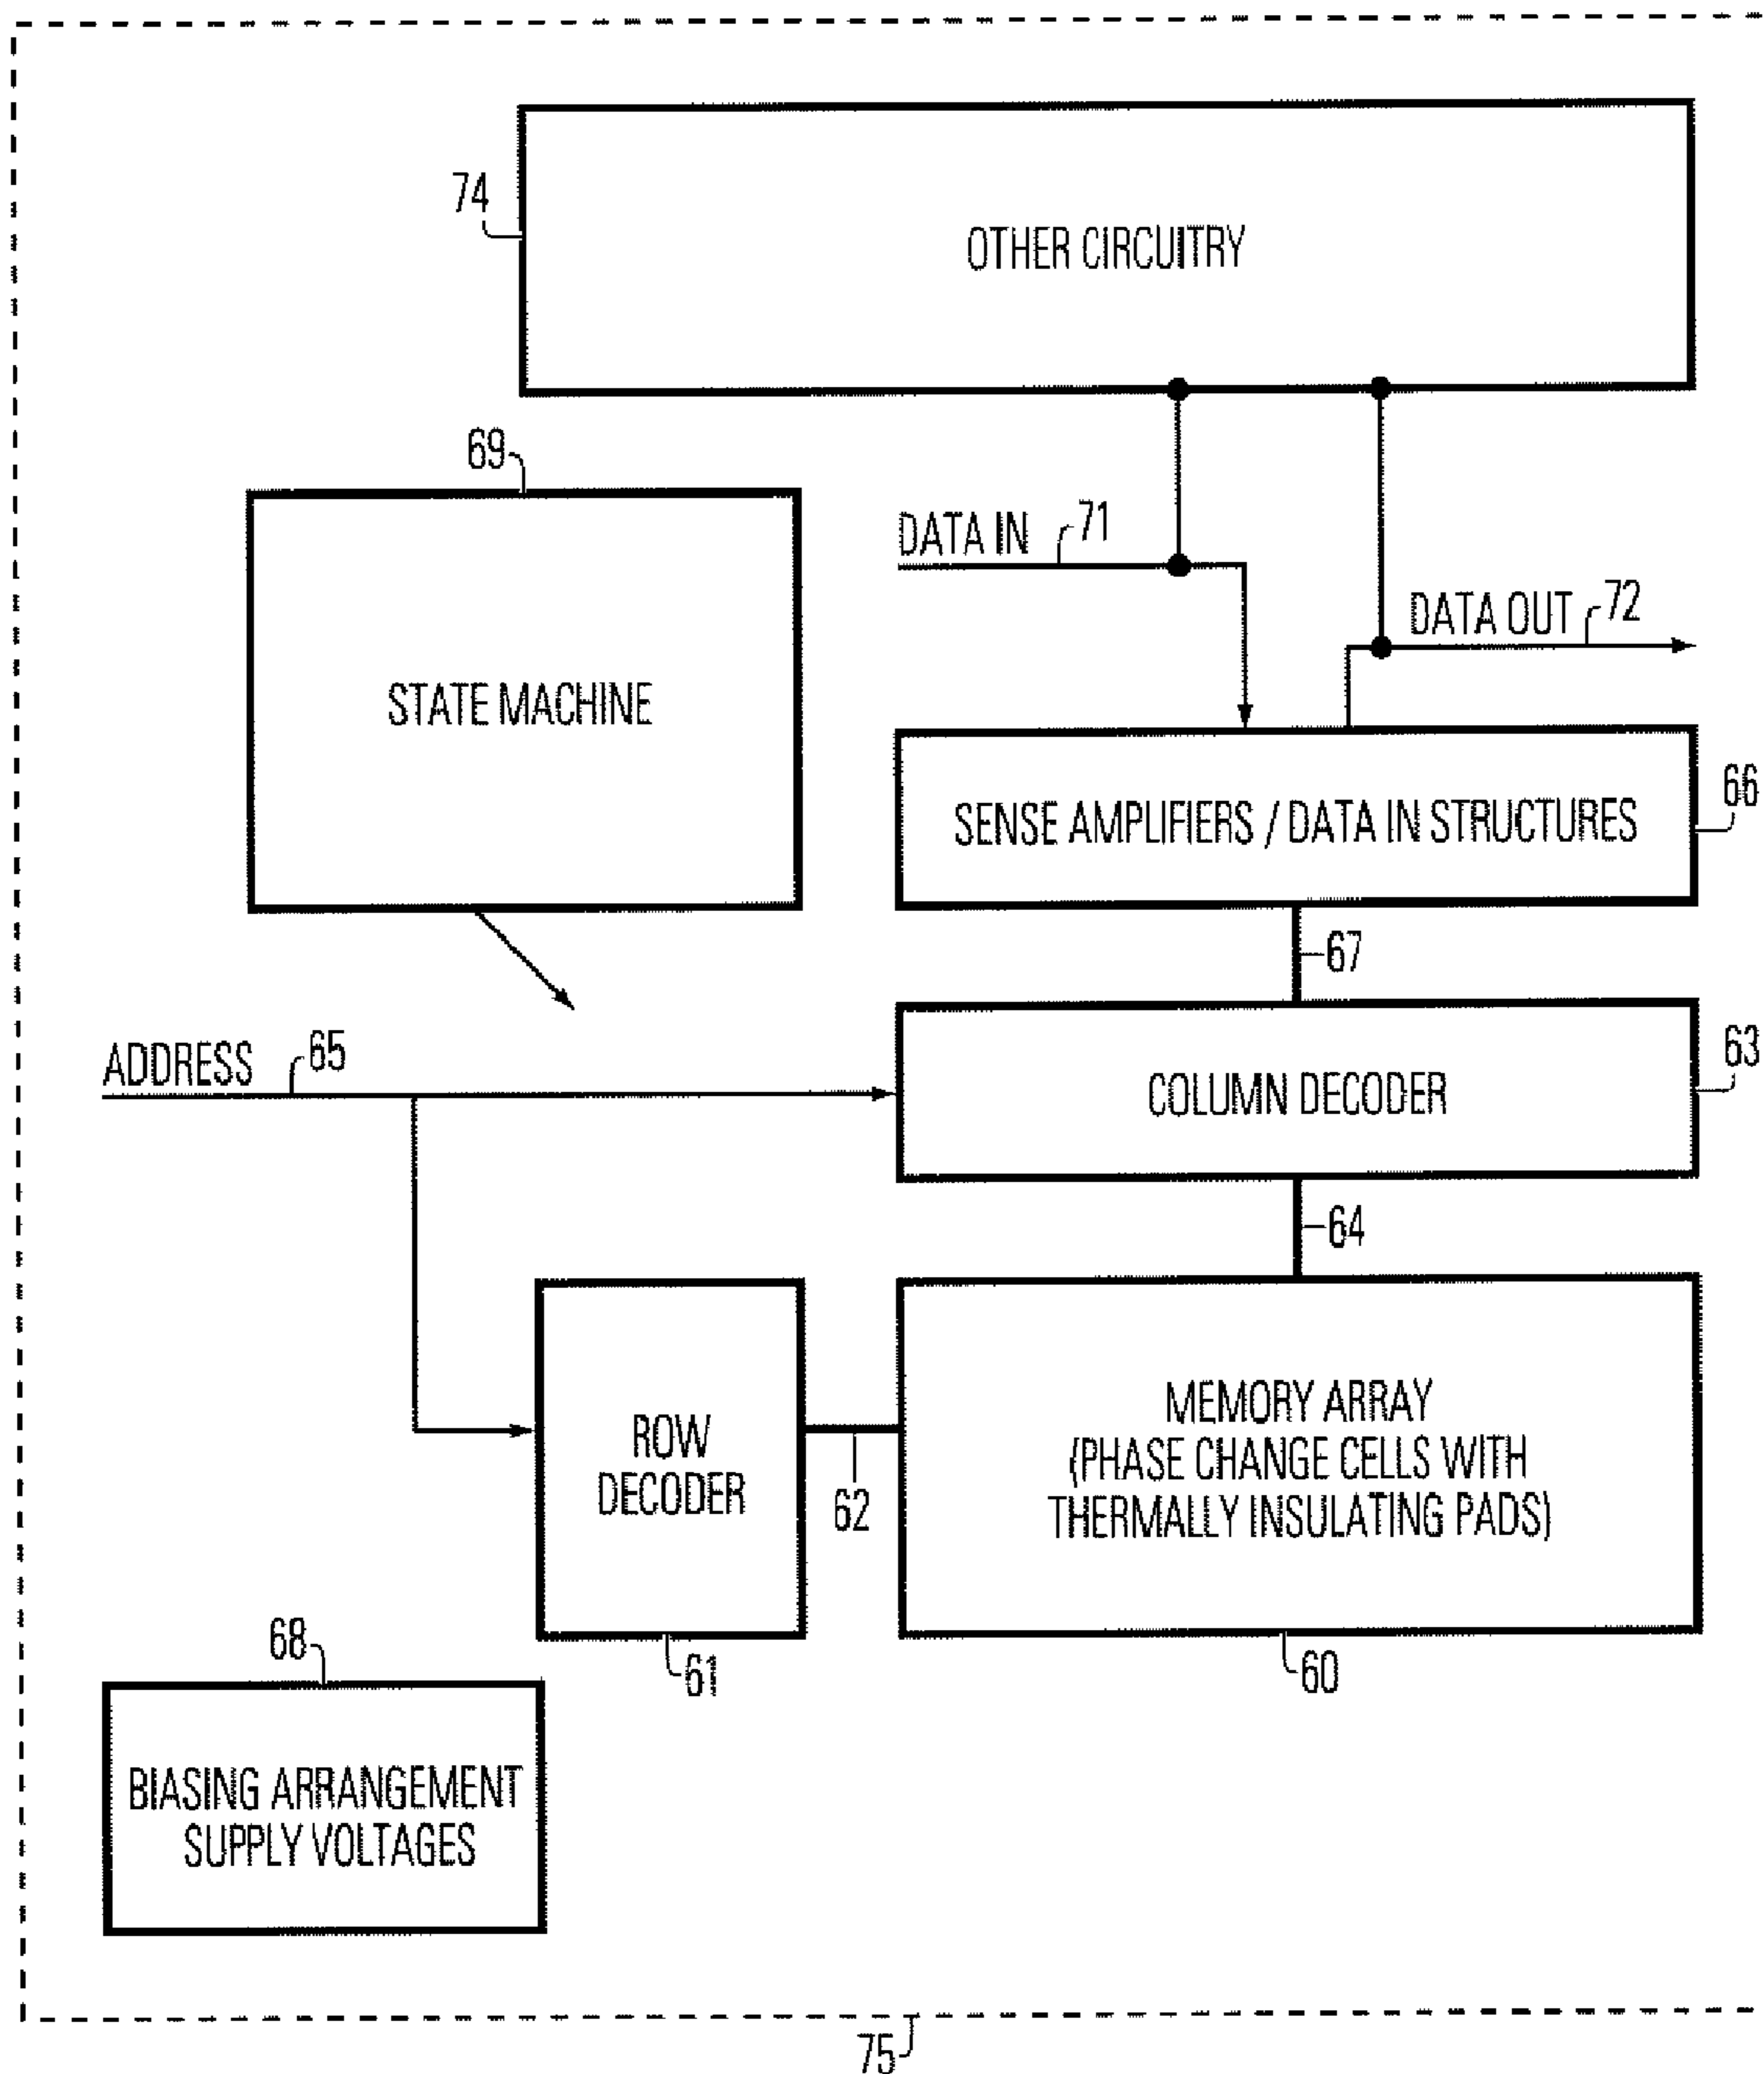 74
OTHER CIRCUITRY
69
STATE MACHINE
DATA IN
71
DATA OUT
72
SENSE AMPLIFIERS / DATA IN STRUCTURES
66
67
ADDRESS
65
COLUMN DECODER
63
64
ROW
DECODER
61
62
MEMORY ARRAY
(PHASE CHANGE CELLS WITH
THERMALLY INSULATING PADS)
60
68
BIASING ARRANGEMENT
SUPPLY VOLTAGES
75